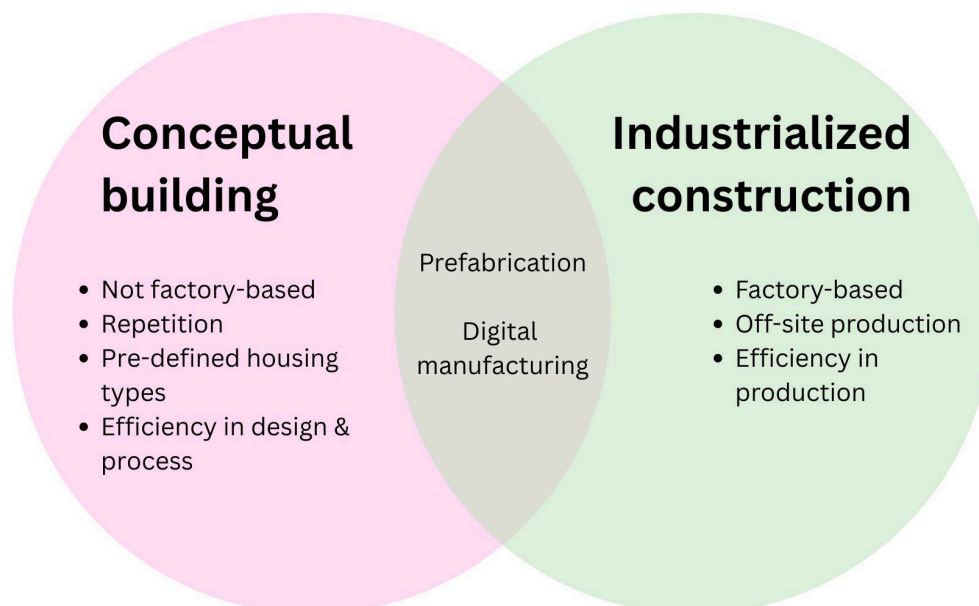 Conceptual
building
• Not factory-based
• Repetition
• Pre-defined housing
types
• Efficiency in design &
process
Prefabrication
Digital
manufacturing
Industrialized
construction
• Factory-based
• Off-site production
• Efficiency in
production